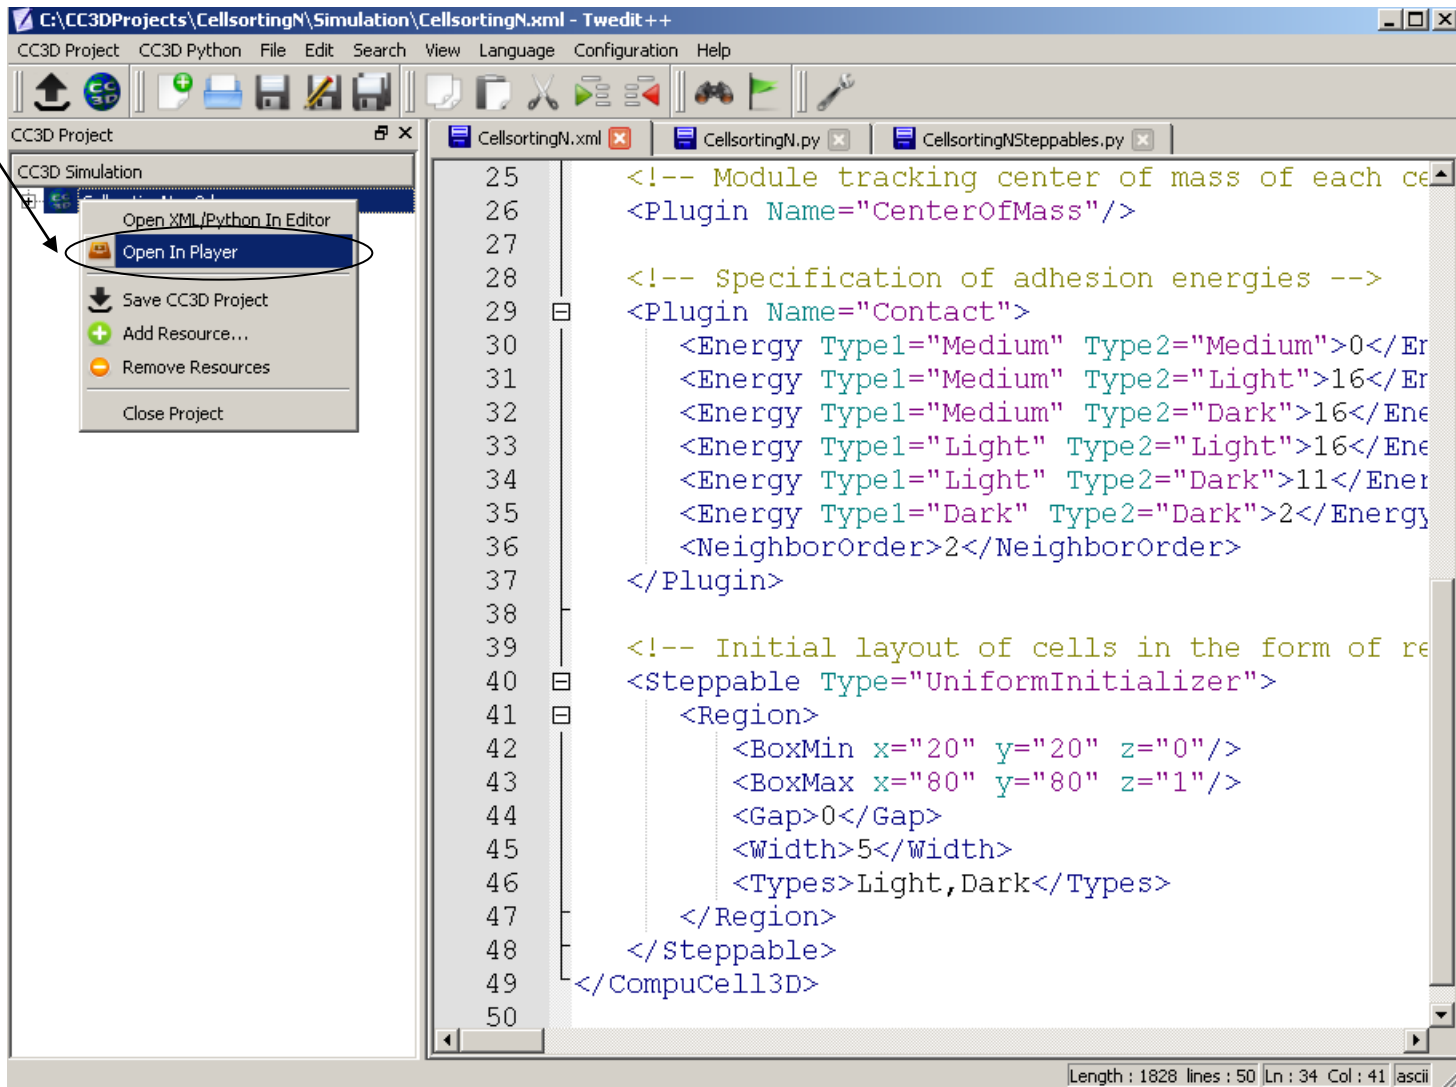 C:\CC3DProjects\CellsortingN\Simulation\CellsortingN.xml - Twedit++
CC3D Project CC3D Python File Edit Search View Language Configuration Help
CC3D Project
CellsortingN.xml CellsortingN.py CellsortingNSteppables.py
CC3D Simulation
Open XML/Python In Editor
Open In Player
Save CC3D Project
Add Resource...
Remove Resources
Close Project
25 <!-- Module tracking center of mass of each ce
26 <Plugin Name="CenterOfMass"/>
27
28 <!-- Specification of adhesion energies -->
29 <Plugin Name="Contact">
30 <Energy Type1="Medium" Type2="Medium">0</Er
31 <Energy Type1="Medium" Type2="Light">16</Er
32 <Energy Type1="Medium" Type2="Dark">16</Ene
33 <Energy Type1="Light" Type2="Light">16</Ene
34 <Energy Type1="Light" Type2="Dark">11</Ener
35 <Energy Type1="Dark" Type2="Dark">2</Energy
36 <NeighborOrder>2</NeighborOrder>
37 </Plugin>
38
39 <!-- Initial layout of cells in the form of re
40 <Steppable Type="UniformInitializer">
41 <Region>
42 <BoxMin x="20" y="20" z="0"/>
43 <BoxMax x="80" y="80" z="1"/>
44 <Gap>0</Gap>
45 <Width>5</Width>
46 <Types>Light,Dark</Types>
47 </Region>
48 </Steppable>
49 </CompuCell3D>
50
Length : 1828 lines : 50 Ln : 34 Col : 41 ascii